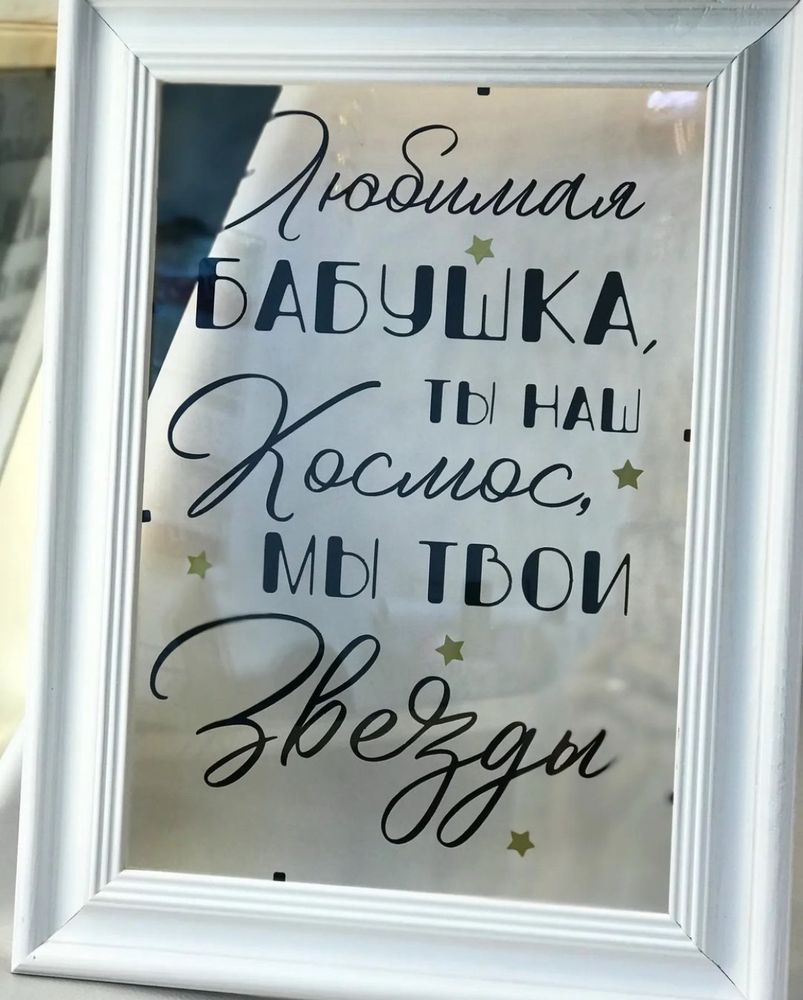 Любимая
БАБУШКА,
ТЫ НАШ
Космос,
МЫ ТВОИ
Звезды